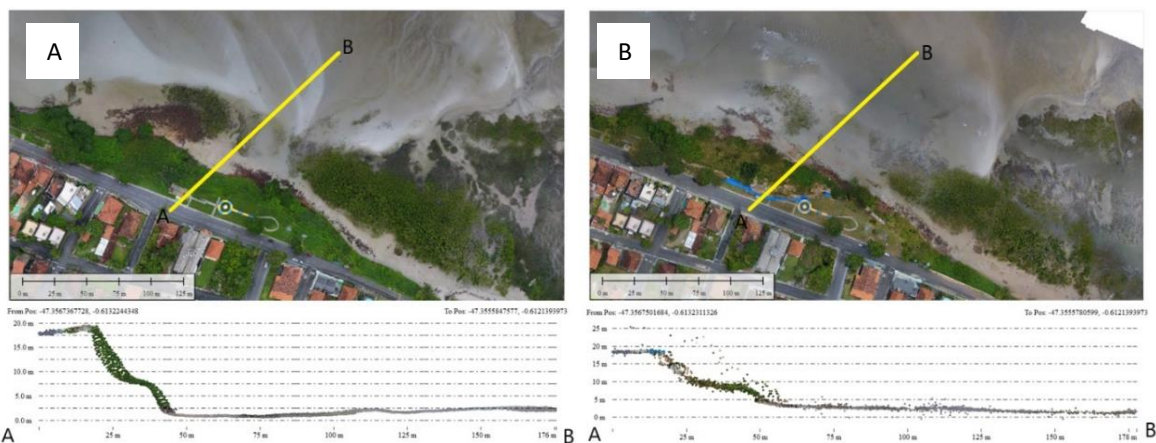 A
B
A
0 m 25 m 50 m 75 m 100 m 125 m
From Pos: -47.3567367728, -0.6132244348 To Pos: -47.3555847577, -0.6121393973
20.0 m
15.0 m
10.0 m
5.0 m
0.0 m
25 m 50 m 75 m 100 m 125 m 150 m 176 m
A B
B
B
A
0 m 25 m 50 m 75 m 100 m 125 m
From Pos: -47.3567501684, -0.6132311326 To Pos: -47.3555780599, -0.6121393973
25 m
20 m
15 m
10 m
5 m
0 m
25 m 50 m 75 m 100 m 125 m 150 m 178 m
A B